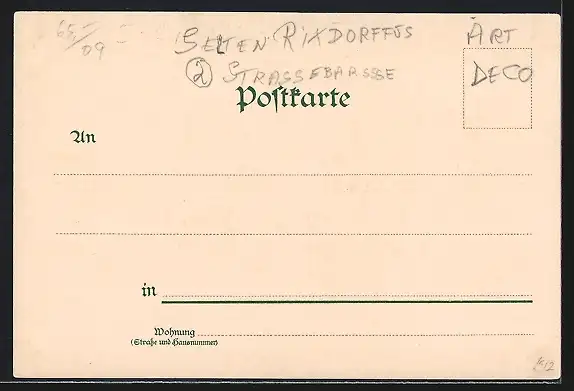 65,-
09
SELTEN RIXDORFFUS
ART
② STRASSEBARSSE
DECO
Postkarte
An
in
Wohnung
(Straße und Hausnummer)